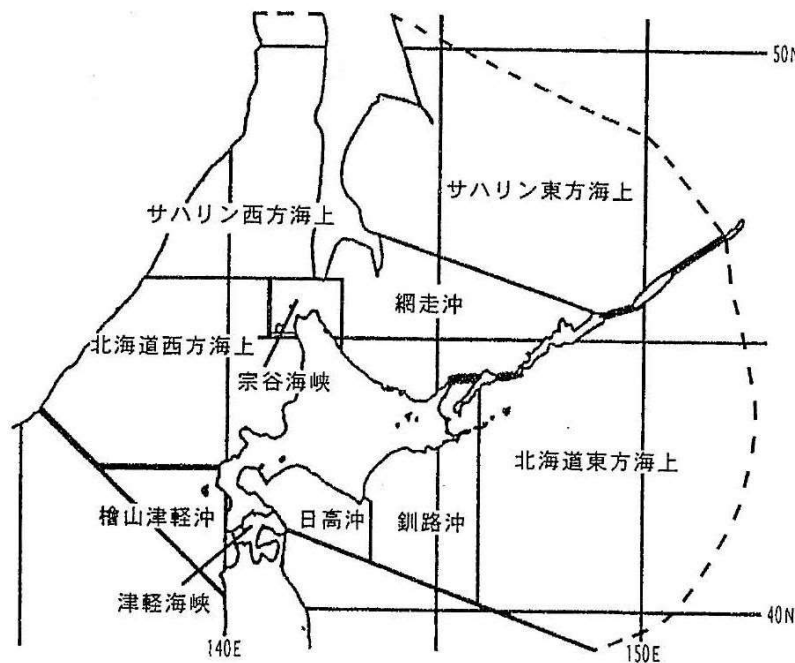 50N
サハリン東方海上
サハリン西方海上
網走沖
北海道西方海上
宗谷海峡
北海道東方海上
檜山津軽沖
日高沖
釧路沖
津軽海峡
40N
140E
150E